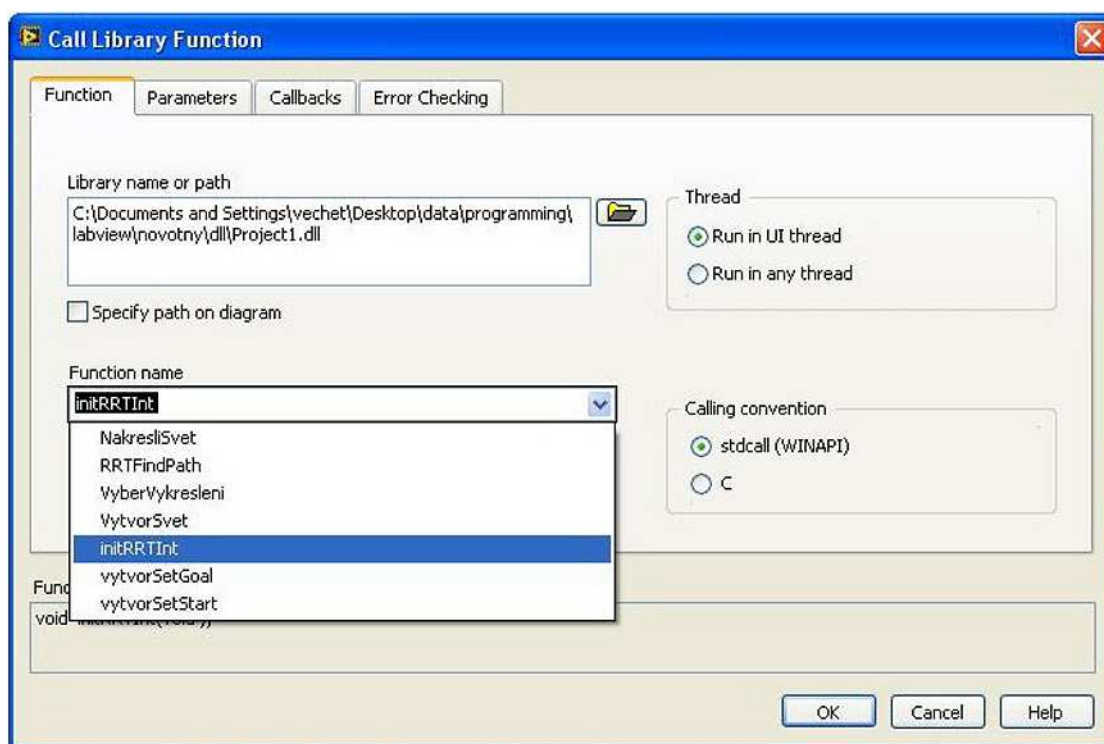 Call Library Function
Function Parameters Callbacks Error Checking
Library name or path
C:\Documents and Settings\vechet\Desktop\data\programming\
labview\novotny\dll\Project1.dll
Specify path on diagram
Thread
Run in UI thread
Run in any thread
Function name
initRRTInt
NakresliSvet
RRTFindPath
VyberVykresleni
VytvorSvet
initRRTInt
vytvorSetGoal
vytvorSetStart
Calling convention
stdcall (WINAPI)
C
void
OK Cancel Help